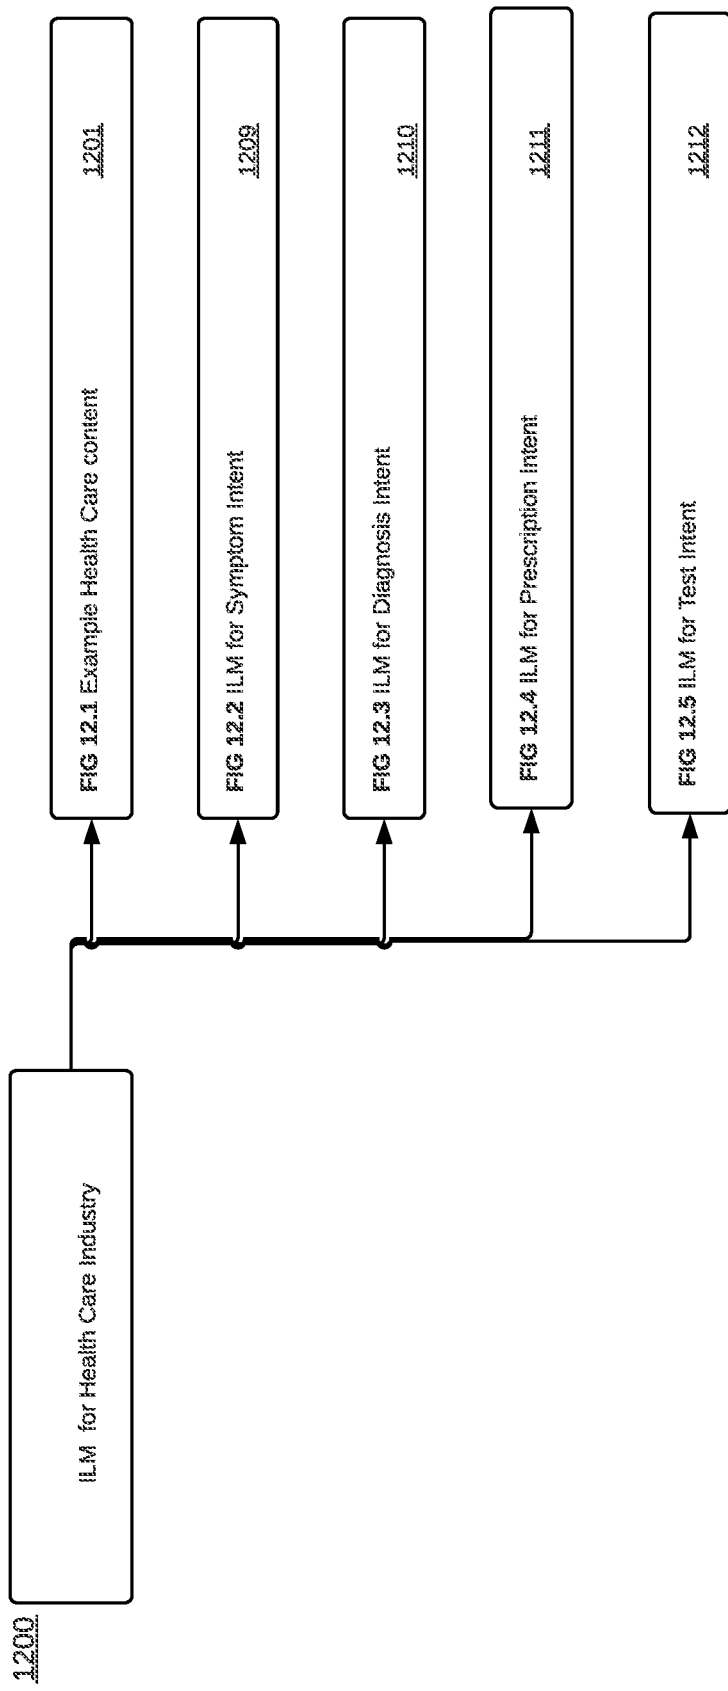 1200
ILM for Health Care Industry
FIG 12.1 Example Health Care content 1201
FIG 12.2 ILM for Symptom Intent 1209
FIG 12.3 ILM for Diagnosis Intent 1210
FIG 12.4 ILM for Prescription Intent 1211
FIG 12.5 ILM for Test Intent 1212